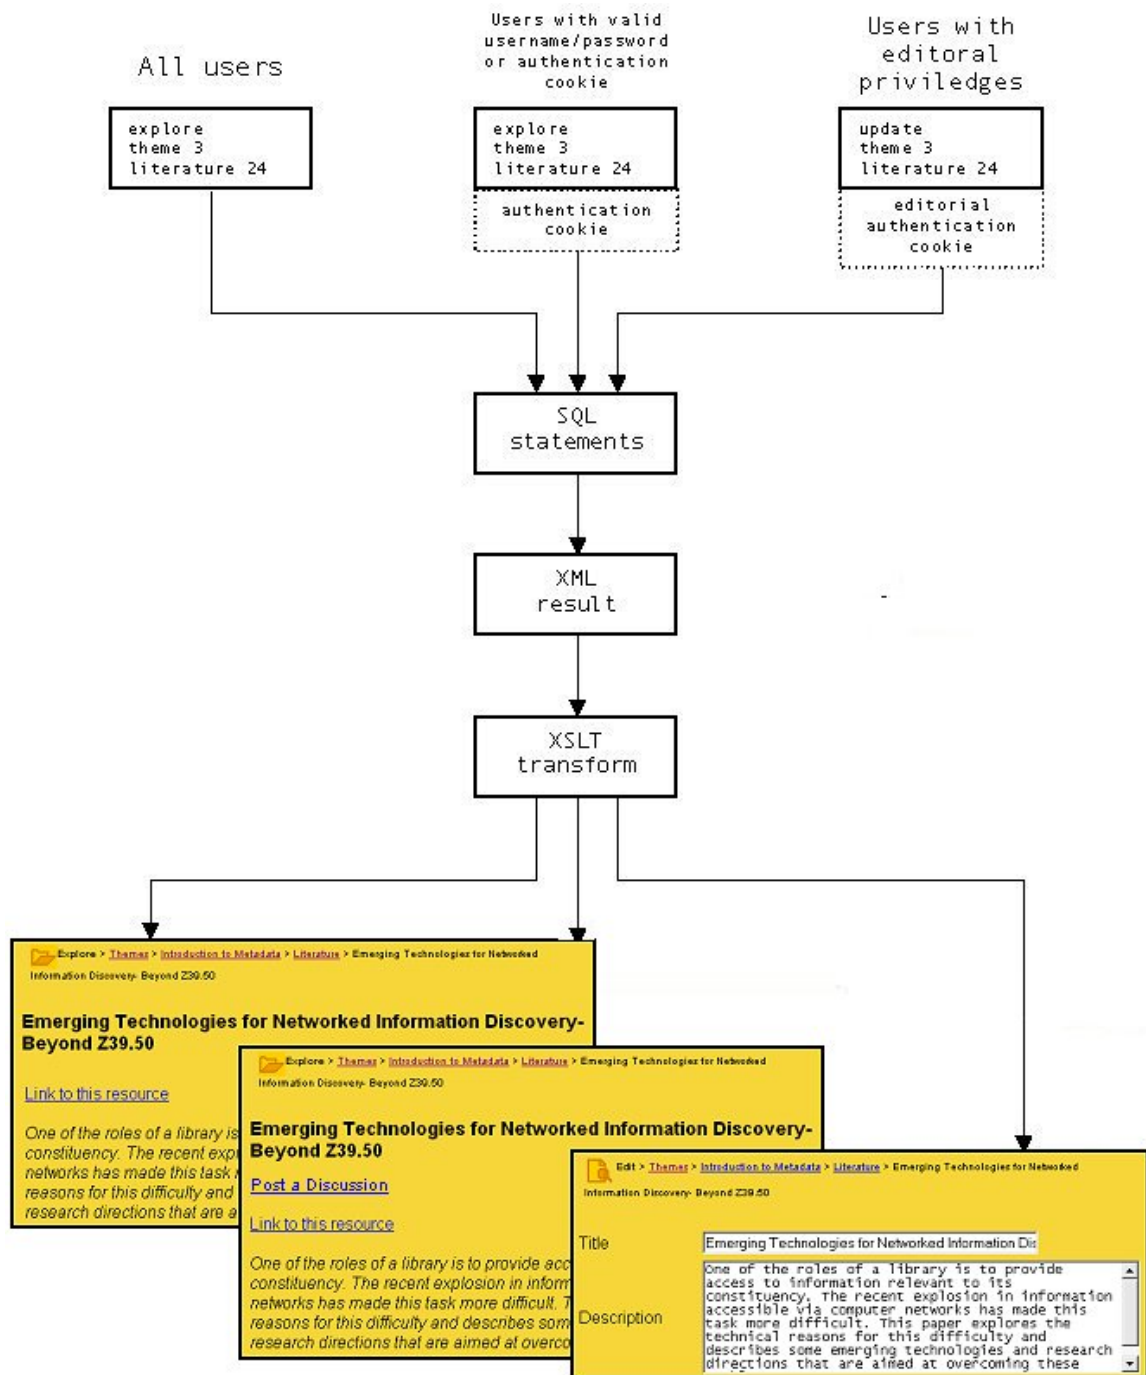 All users
explore
theme 3
literature 24
Users with valid
username/password
or authentication
cookie
explore
theme 3
literature 24
authentication
cookie
Users with
editoral
priviledges
update
theme 3
literature 24
editorial
authentication
cookie
SQL
statements
XML
result
XSLT
transform
Explore > Themes > Introduction to Metadata > Literature > Emerging Technologies for Networked
Information Discovery- Beyond Z39.50
Emerging Technologies for Networked Information Discovery-
Beyond Z39.50
Link to this resource
One of the roles of a library is
constituency. The recent exp
networks has made this task
reasons for this difficulty and
research directions that are a
Explore > Themes > Introduction to Metadata > Literature > Emerging Technologies for Networked
Information Discovery- Beyond Z39.50
Emerging Technologies for Networked Information Discovery-
Beyond Z39.50
Post a Discussion
Link to this resource
One of the roles of a library is to provide acc
constituency. The recent explosion in inform
networks has made this task more difficult. T
reasons for this difficulty and describes som
research directions that are aimed at overco
Edit > Themes > Introduction to Metadata > Literature > Emerging Technologies for Networked
Information Discovery- Beyond Z39.50
Title
Emerging Technologies for Networked Information Dis
Description
One of the roles of a library is to provide
access to information relevant to its
constituency. The recent explosion in information
accessible via computer networks has made this
task more difficult. This paper explores the
technical reasons for this difficulty and
describes some emerging technologies and research
directions that are aimed at overcoming these